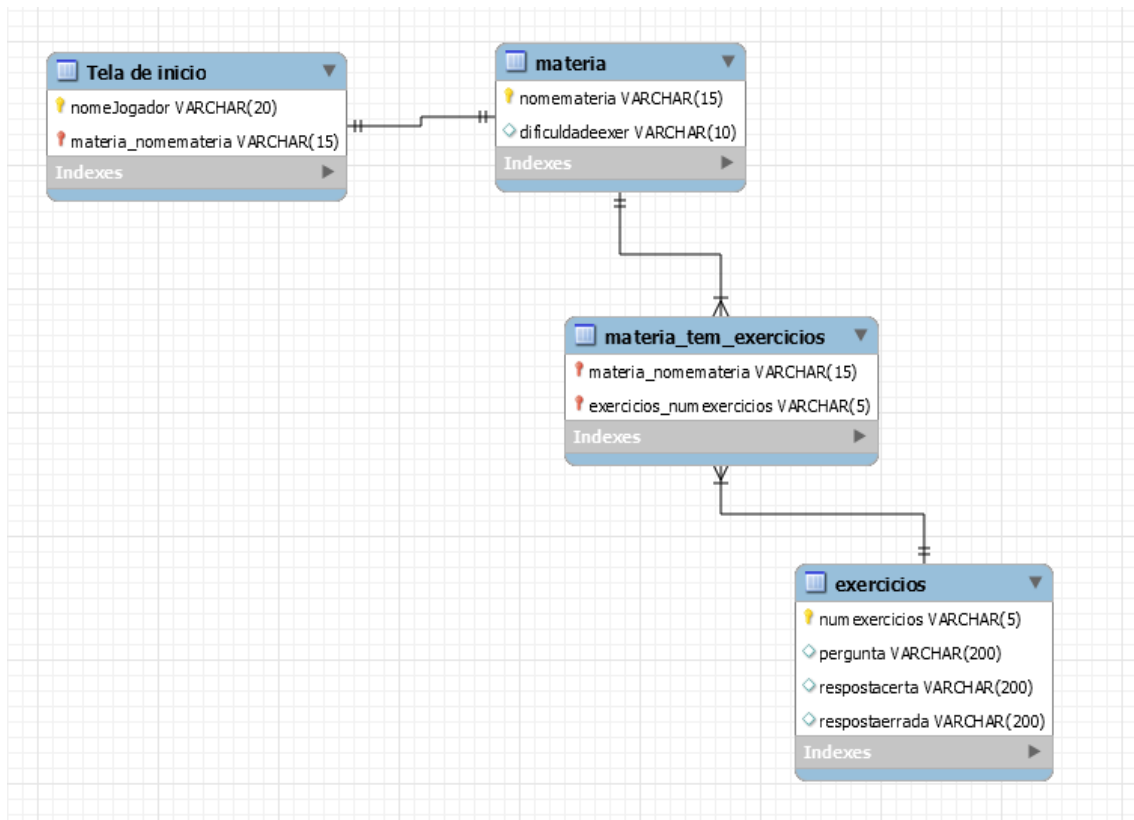 Tela de inicio
nomeJogador VARCHAR(20)
materia_nomemateria VARCHAR(15)
Indexes
materia
nomemateria VARCHAR(15)
dificuldadeexer VARCHAR(10)
Indexes
materia_tem_exercicios
materia_nomemateria VARCHAR(15)
exercicios_numexercicios VARCHAR(5)
Indexes
exercicios
numexercicios VARCHAR(5)
pergunta VARCHAR(200)
respostacerta VARCHAR(200)
respostaerrada VARCHAR(200)
Indexes